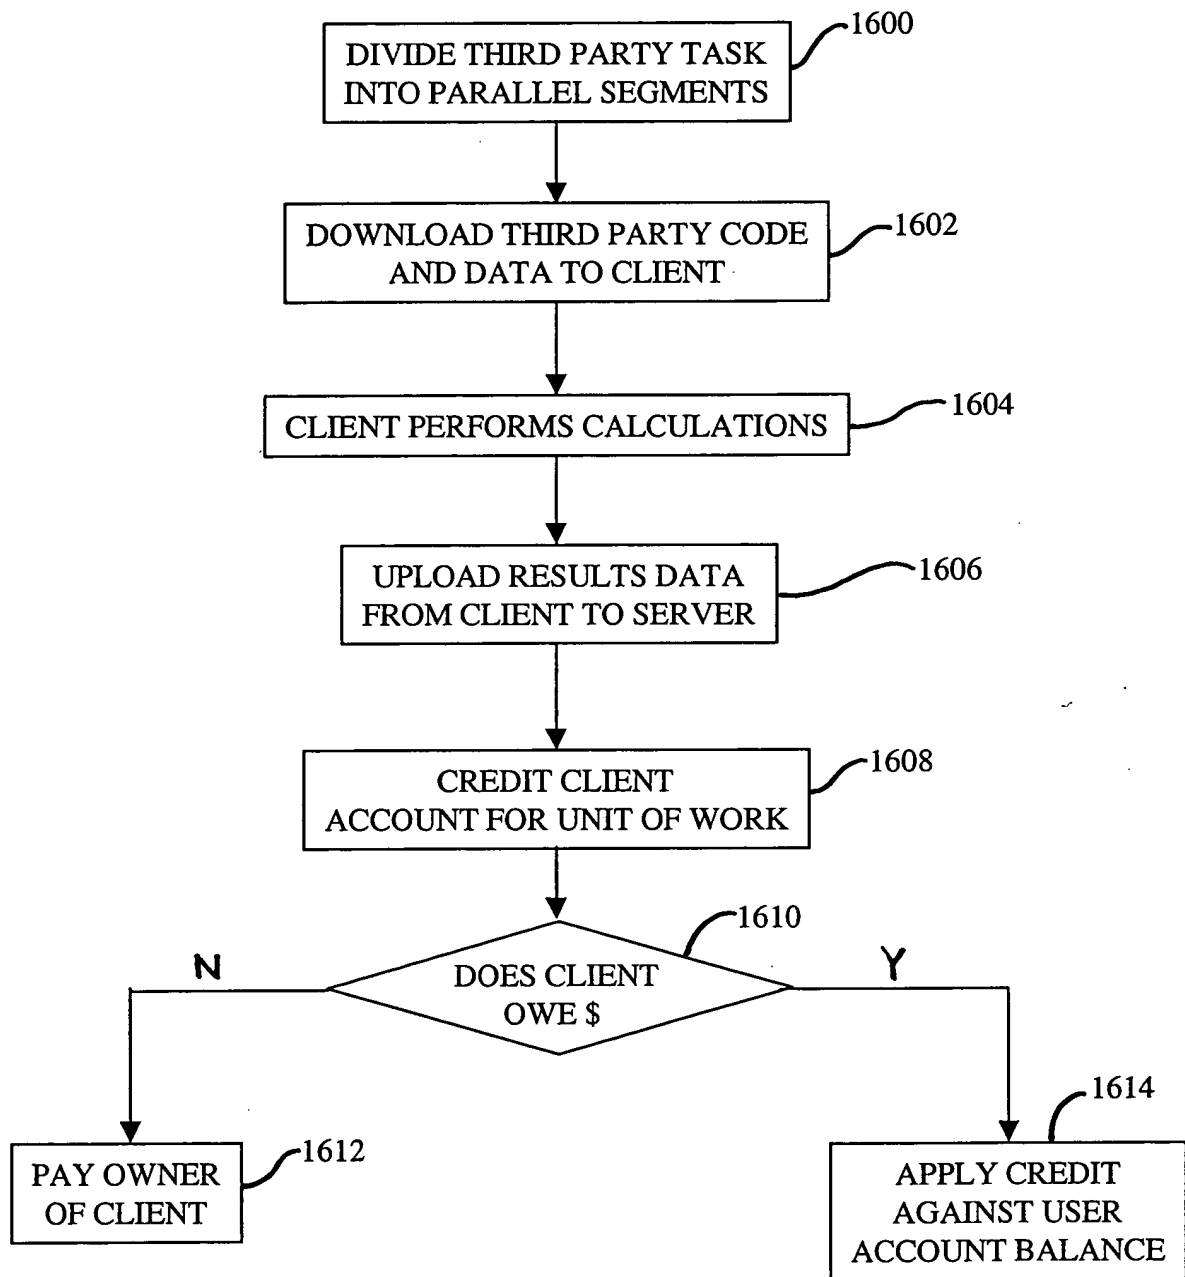 1600
DIVIDE THIRD PARTY TASK
INTO PARALLEL SEGMENTS
1602
DOWNLOAD THIRD PARTY CODE
AND DATA TO CLIENT
1604
CLIENT PERFORMS CALCULATIONS
1606
UPLOAD RESULTS DATA
FROM CLIENT TO SERVER
1608
CREDIT CLIENT
ACCOUNT FOR UNIT OF WORK
1610
DOES CLIENT
OWE $
N
Y
1612
PAY OWNER
OF CLIENT
1614
APPLY CREDIT
AGAINST USER
ACCOUNT BALANCE